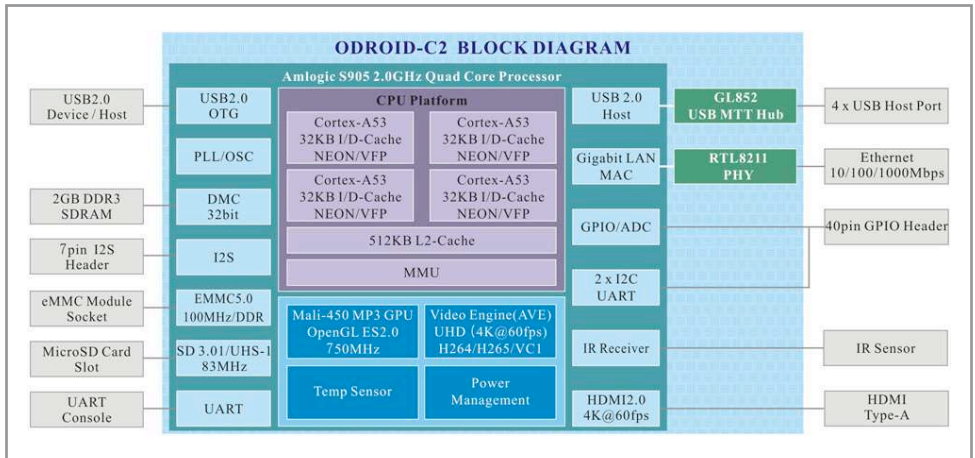 ODROID-C2 BLOCK DIAGRAM
Amlogic S905 2.0GHz Quad Core Processor
USB2.0
Device / Host
2GB DDR3
SDRAM
7pin I2S
Header
eMMC Module
Socket
MicroSD Card
Slot
UART
Console
USB2.0
OTG
PLL/OSC
DMC
32bit
I2S
EMMC5.0
100MHz/DDR
SD 3.01/UHS-1
83MHz
UART
CPU Platform
Cortex-A53
32KB I/D-Cache
NEON/VFP
Cortex-A53
32KB I/D-Cache
NEON/VFP
Cortex-A53
32KB I/D-Cache
NEON/VFP
Cortex-A53
32KB I/D-Cache
NEON/VFP
512KB L2-Cache
MMU
Mali-450 MP3 GPU
OpenGL ES2.0
750MHz
Video Engine(AVE)
UHD (4K@60fps)
H264/H265/VC1
Temp Sensor
Power
Management
USB 2.0
Host
Gigabit LAN
MAC
GPIO/ADC
2 x I2C
UART
IR Receiver
HDMI2.0
4K@60fps
GL852
USB MTT Hub
RTL8211
PHY
4 x USB Host Port
Ethernet
10/100/1000Mbps
40pin GPIO Header
IR Sensor
HDMI
Type-A